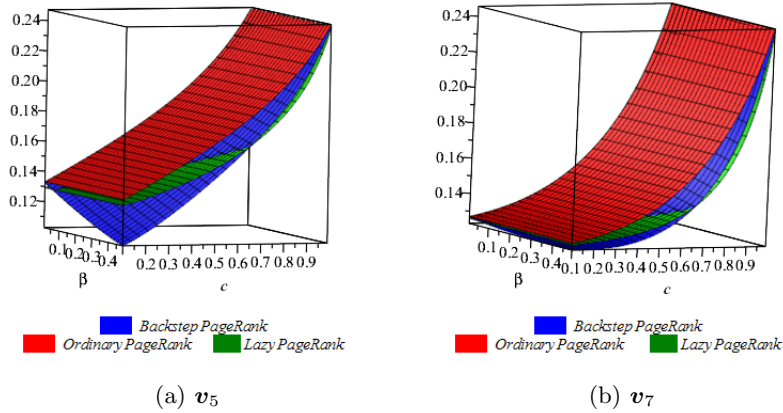 0.24
0.22
0.20
0.18
0.16
0.14
0.12
0.1 0.2 0.3 0.4
β
0.2 0.3 0.4 0.5 0.6 0.7 0.8 0.9
c
Backstep PageRank
Ordinary PageRank Lazy PageRank
(a) v5
0.24
0.22
0.20
0.18
0.16
0.14
0.1 0.2 0.3 0.4
β
0.1 0.2 0.3 0.4 0.5 0.6 0.7 0.8 0.9
c
Backstep PageRank
Ordinary PageRank Lazy PageRank
(b) v7